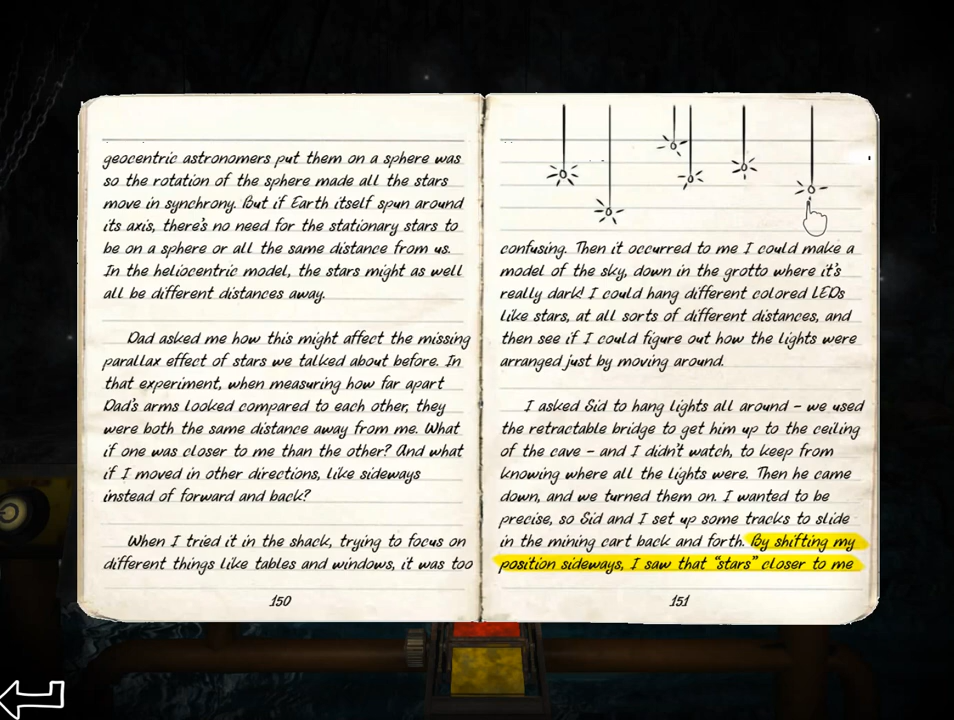 geocentric astronomers put them on a sphere was
so the rotation of the sphere made all the stars
move in synchrony. But if Earth itself spun around
its axis, there's no need for the stationary stars to
be on a sphere or all the same distance from us.
In the heliocentric model, the stars might as well
all be different distances away.
Dad asked me how this might affect the missing
parallax effect of stars we talked about before. In
that experiment, when measuring how far apart
Dad's arms looked compared to each other, they
were both the same distance away from me. What
if one was closer to me than the other? And what
if I moved in other directions, like sideways
instead of forward and back?
When I tried it in the shack, trying to focus on
different things like tables and windows, it was too
150
confusing. Then it occurred to me I could make a
model of the sky, down in the grotto where it's
really dark! I could hang different colored LEDs
like stars, at all sorts of different distances, and
then see if I could figure out how the lights were
arranged just by moving around.
I asked Sid to hang lights all around - we used
the retractable bridge to get him up to the ceiling
of the cave - and I didn't watch, to keep from
knowing where all the lights were. Then he came
down, and we turned them on. I wanted to be
precise, so Sid and I set up some tracks to slide
in the mining cart back and forth. By shifting my
position sideways, I saw that "stars" closer to me
151